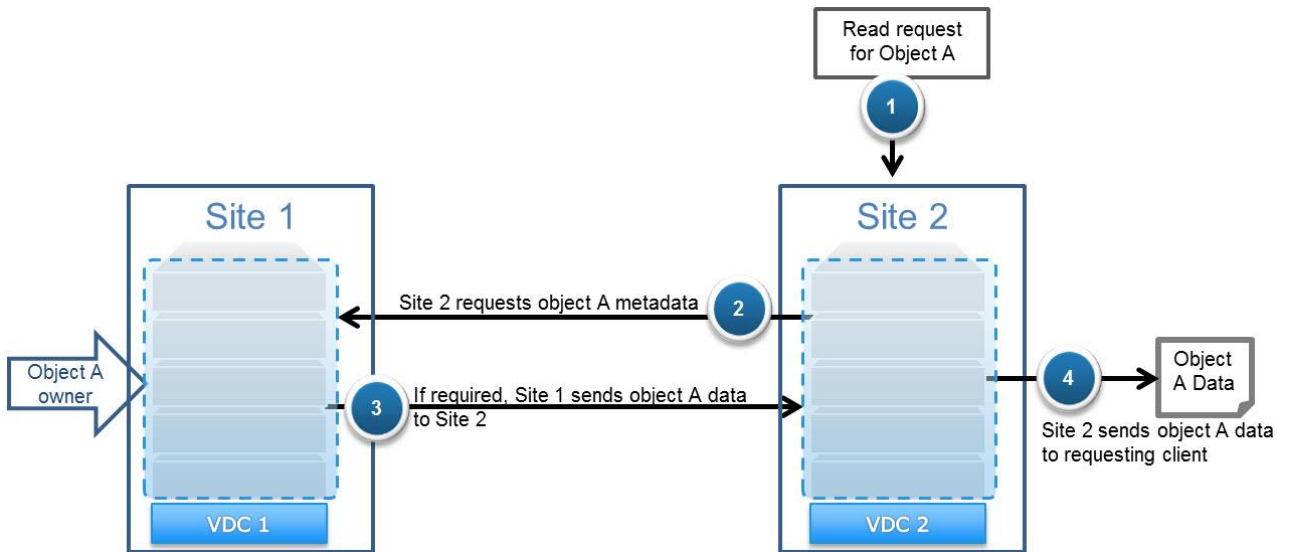 Read request
for Object A
1
Site 1
Site 2
Site 2 requests object A metadata
2
Object A
owner
3
If required, Site 1 sends object A data
to Site 2
4
Object
A Data
Site 2 sends object A data
to requesting client
VDC 1
VDC 2